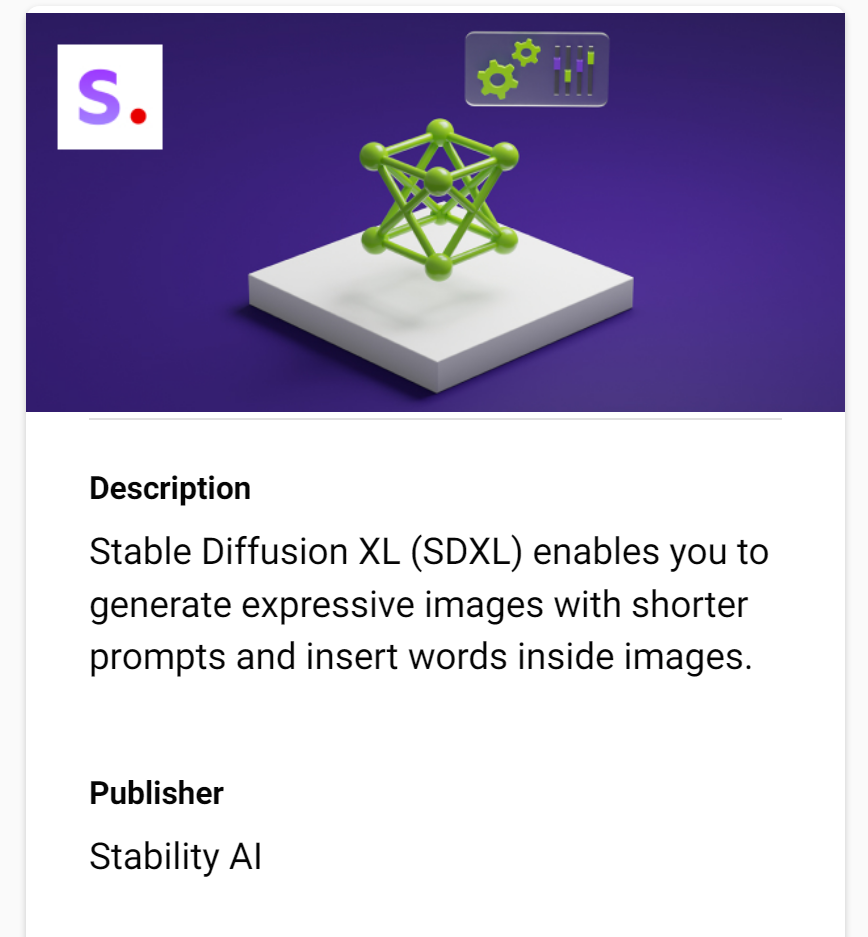 S.
Description
Stable Diffusion XL (SDXL) enables you to
generate expressive images with shorter
prompts and insert words inside images.
Publisher
Stability AI